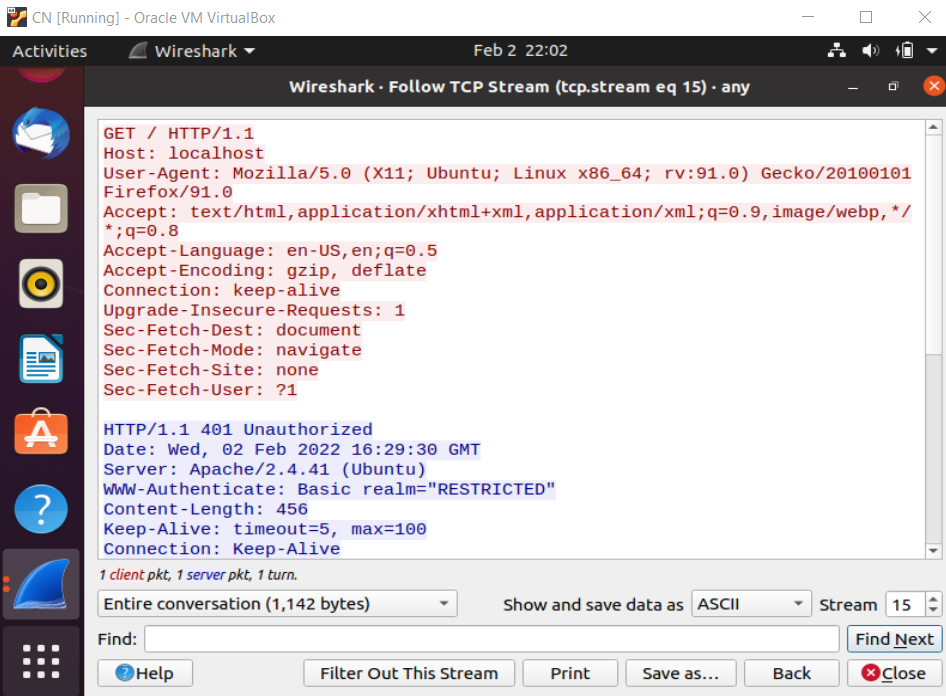 CN [Running] - Oracle VM VirtualBox
Activities Wireshark Feb 2 22:02
Wireshark · Follow TCP Stream (tcp.stream eq 15) · any
GET / HTTP/1.1
Host: localhost
User-Agent: Mozilla/5.0 (X11; Ubuntu; Linux x86_64; rv:91.0) Gecko/20100101
Firefox/91.0
Accept: text/html,application/xhtml+xml,application/xml;q=0.9,image/webp,*/
*;q=0.8
Accept-Language: en-US,en;q=0.5
Accept-Encoding: gzip, deflate
Connection: keep-alive
Upgrade-Insecure-Requests: 1
Sec-Fetch-Dest: document
Sec-Fetch-Mode: navigate
Sec-Fetch-Site: none
Sec-Fetch-User: ?1
HTTP/1.1 401 Unauthorized
Date: Wed, 02 Feb 2022 16:29:30 GMT
Server: Apache/2.4.41 (Ubuntu)
WWW-Authenticate: Basic realm="RESTRICTED"
Content-Length: 456
Keep-Alive: timeout=5, max=100
Connection: Keep-Alive
1 client pkt, 1 server pkt, 1 turn.
Entire conversation (1,142 bytes) Show and save data as ASCII Stream 15
Find: Find Next
Help Filter Out This Stream Print Save as… Back Close